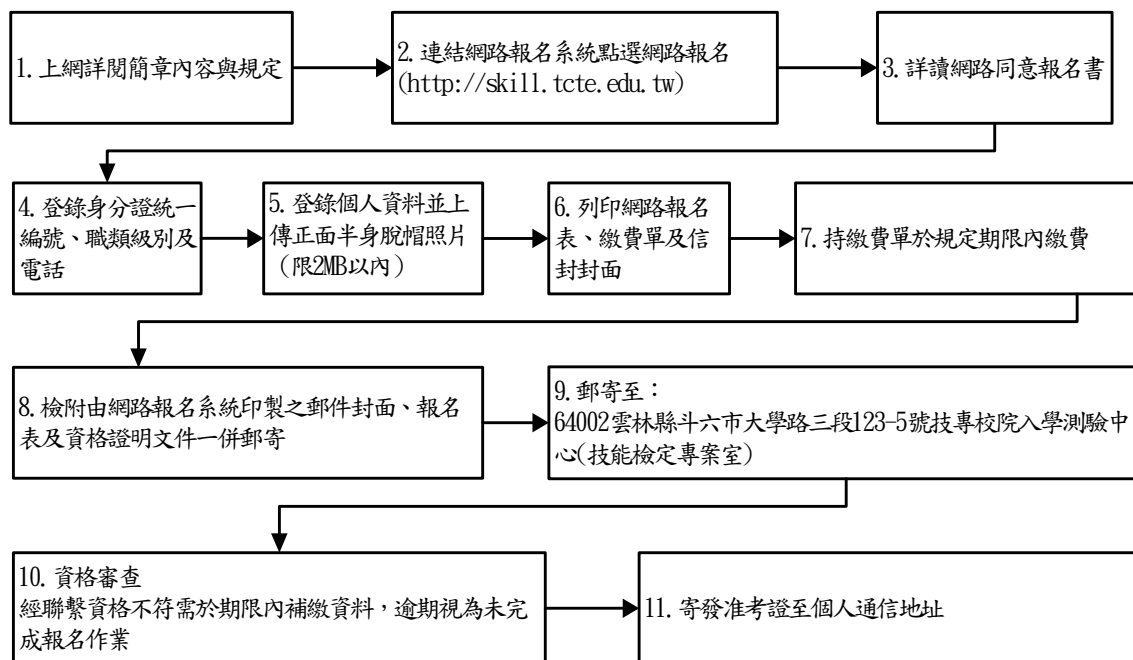 1. 上網詳閱簡章內容與規定
2. 連結網路報名系統點選網路報名
(http://skill.tcte.edu.tw)
3. 詳讀網路同意報名書
4. 登錄身分證統一
編號、職類級別及
電話
5. 登錄個人資料並上
傳正面半身脫帽照片
（限2MB以內）
6. 列印網路報名
表、繳費單及信
封封面
7. 持繳費單於規定期限內繳費
8. 檢附由網路報名系統印製之郵件封面、報名
表及資格證明文件一併郵寄
9. 郵寄至：
64002雲林縣斗六市大學路三段123-5號技專校院入學測驗中
心(技能檢定專案室)
10. 資格審查
經聯繫資格不符需於期限內補繳資料，逾期視為未完
成報名作業
11. 寄發准考證至個人通信地址